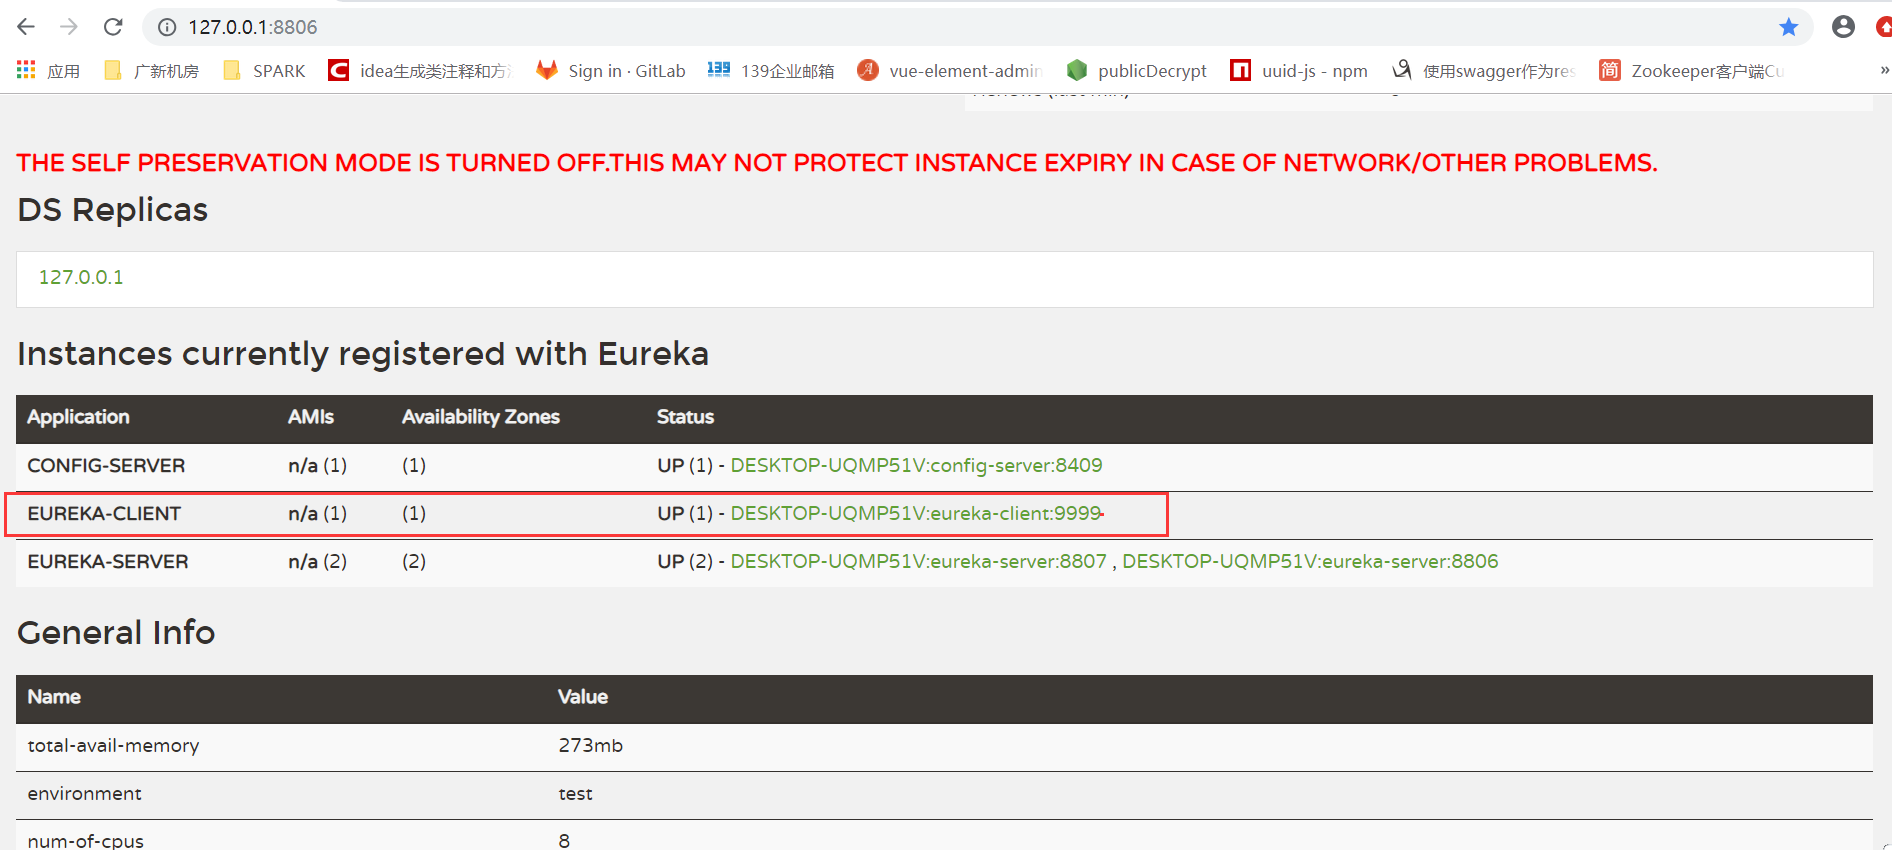 127.0.0.1:8806
应用 广新机房 SPARK idea生成类注释和方 Sign in · GitLab 139企业邮箱 vue-element-admin publicDecrypt uuid-js - npm 使用swagger作为res 简 Zookeeper客户端Cu »
THE SELF PRESERVATION MODE IS TURNED OFF.THIS MAY NOT PROTECT INSTANCE EXPIRY IN CASE OF NETWORK/OTHER PROBLEMS.
DS Replicas
127.0.0.1
Instances currently registered with Eureka
Application AMIs Availability Zones Status
CONFIG-SERVER n/a (1) (1) UP (1) - DESKTOP-UQMP51V:config-server:8409
EUREKA-CLIENT n/a (1) (1) UP (1) - DESKTOP-UQMP51V:eureka-client:9999
EUREKA-SERVER n/a (2) (2) UP (2) - DESKTOP-UQMP51V:eureka-server:8807 , DESKTOP-UQMP51V:eureka-server:8806
General Info
Name Value
total-avail-memory 273mb
environment test
num-of-cpus 8